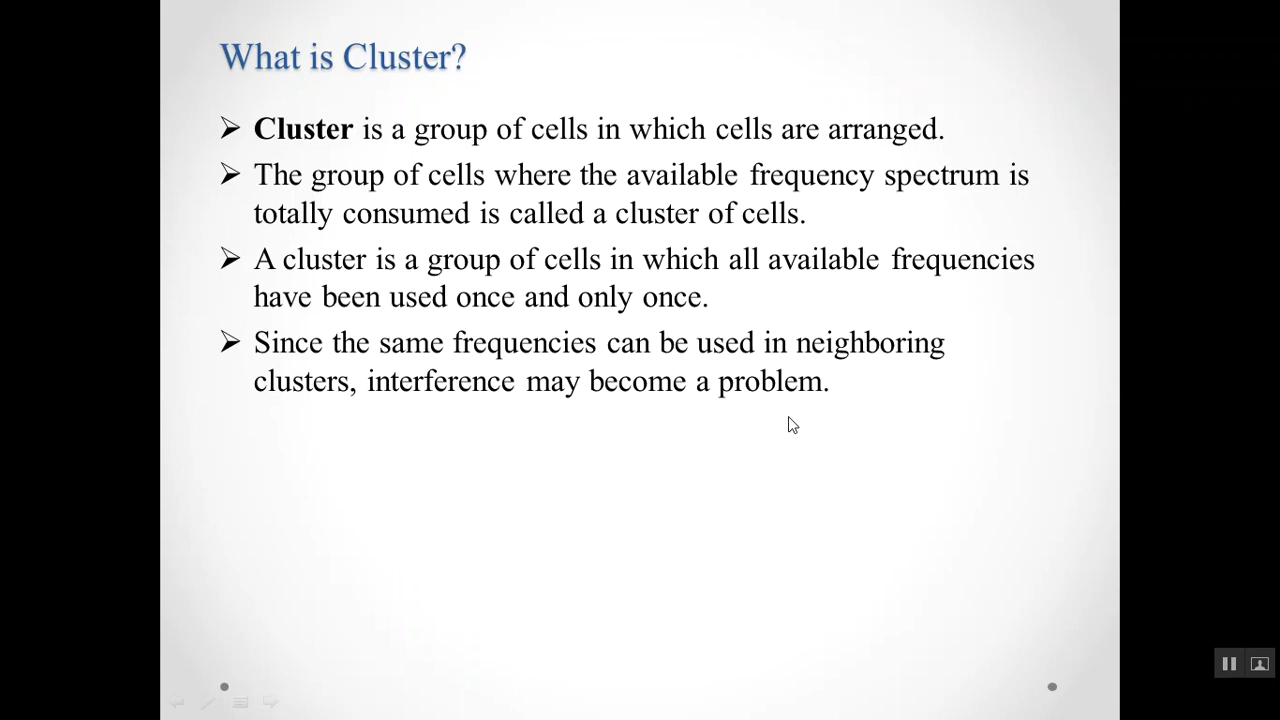 What is Cluster?
➢ Cluster is a group of cells in which cells are arranged.
➢ The group of cells where the available frequency spectrum is
totally consumed is called a cluster of cells.
➢ A cluster is a group of cells in which all available frequencies
have been used once and only once.
➢ Since the same frequencies can be used in neighboring
clusters, interference may become a problem.